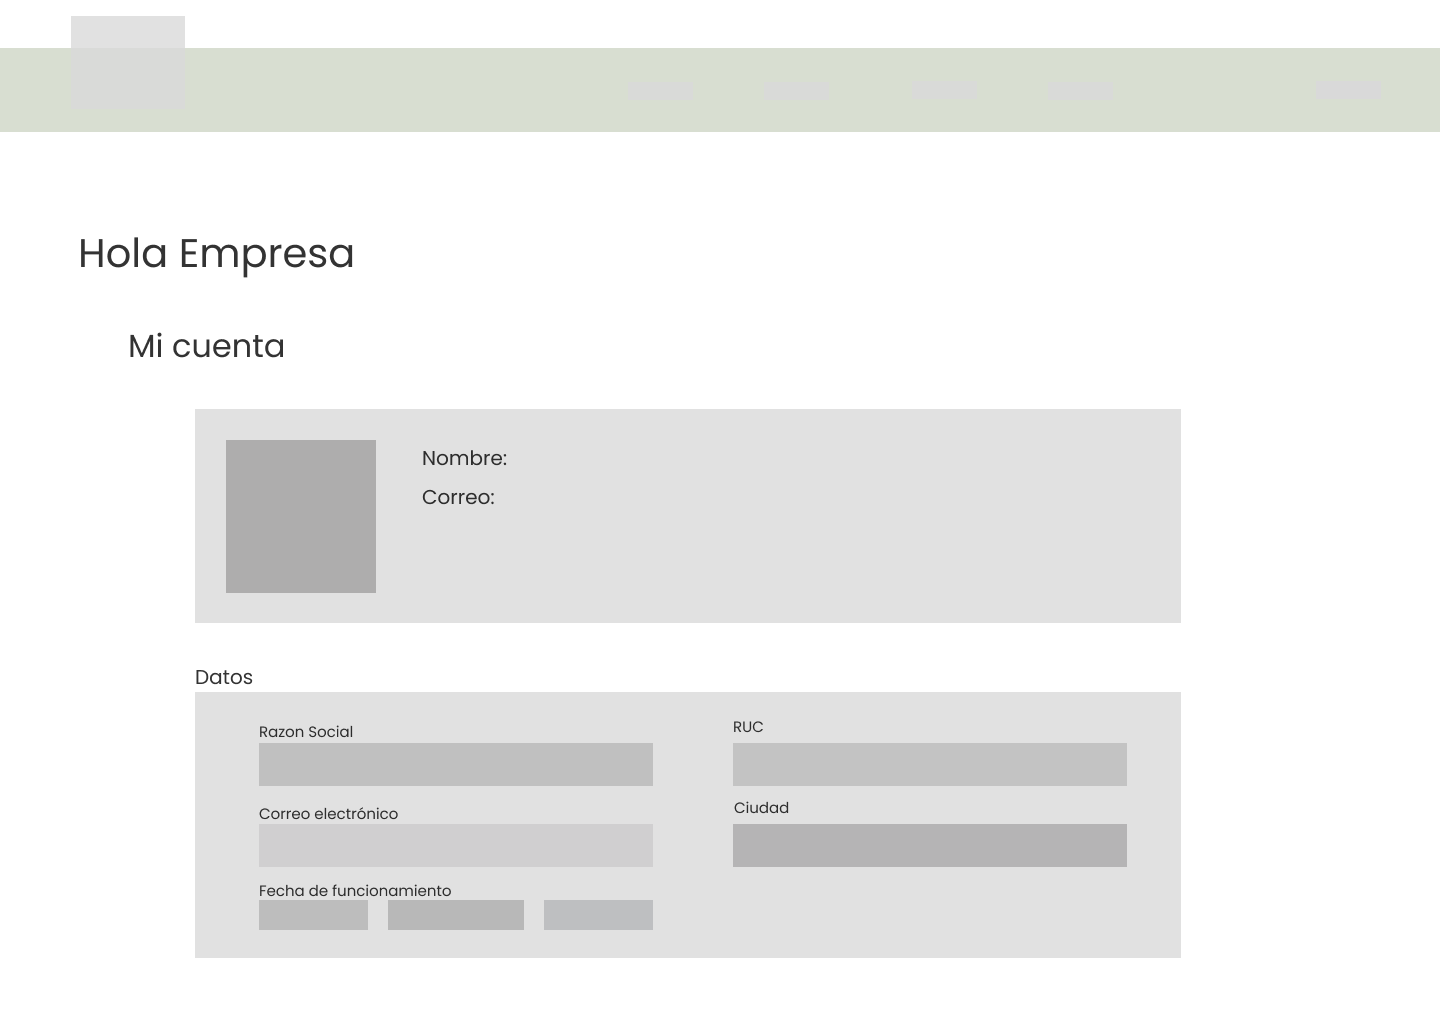 Hola Empresa
Mi cuenta
Nombre:
Correo:
Datos
Razon Social
RUC
Correo electrónico
Ciudad
Fecha de funcionamiento